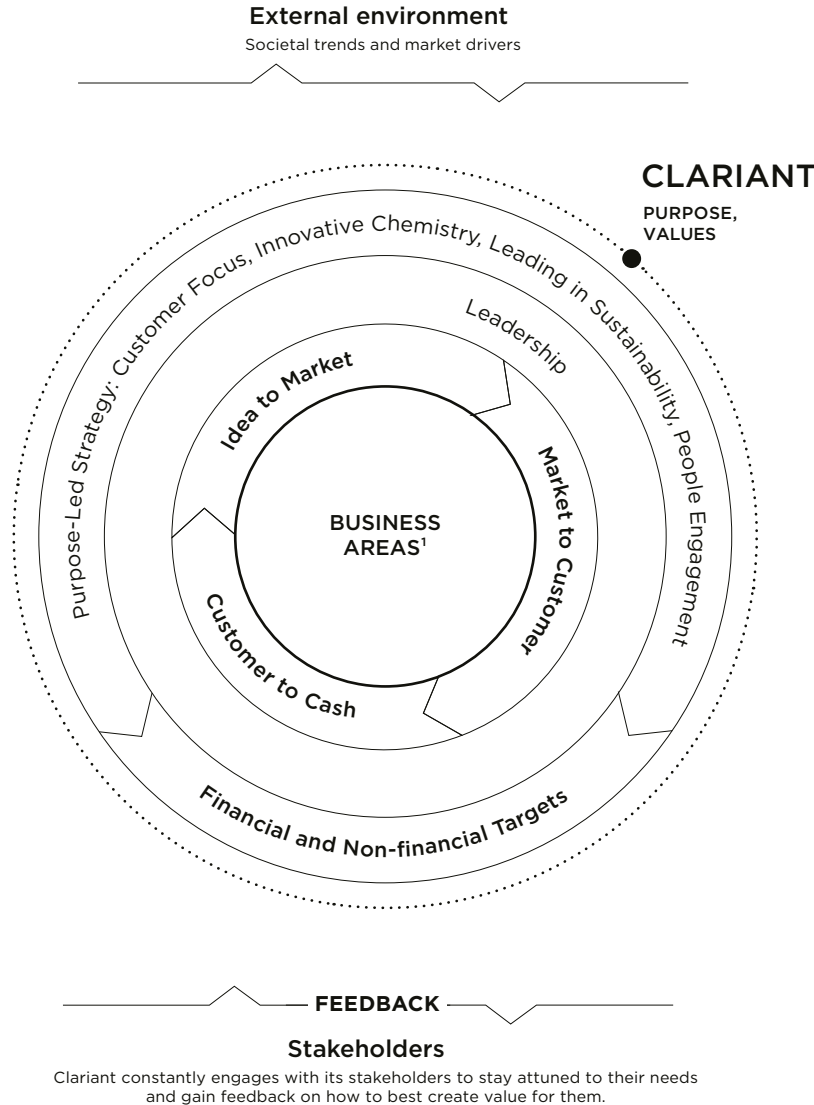 External environment
Societal trends and market drivers
CLARIANT
PURPOSE,
VALUES
Purpose-Led Strategy: Customer Focus, Innovative Chemistry, Leading in Sustainability, People Engagement
Leadership
Idea to Market
Market to Customer
BUSINESS
AREAS¹
Customer to Cash
Financial and Non-financial Targets
FEEDBACK
Stakeholders
Clariant constantly engages with its stakeholders to stay attuned to their needs
and gain feedback on how to best create value for them.